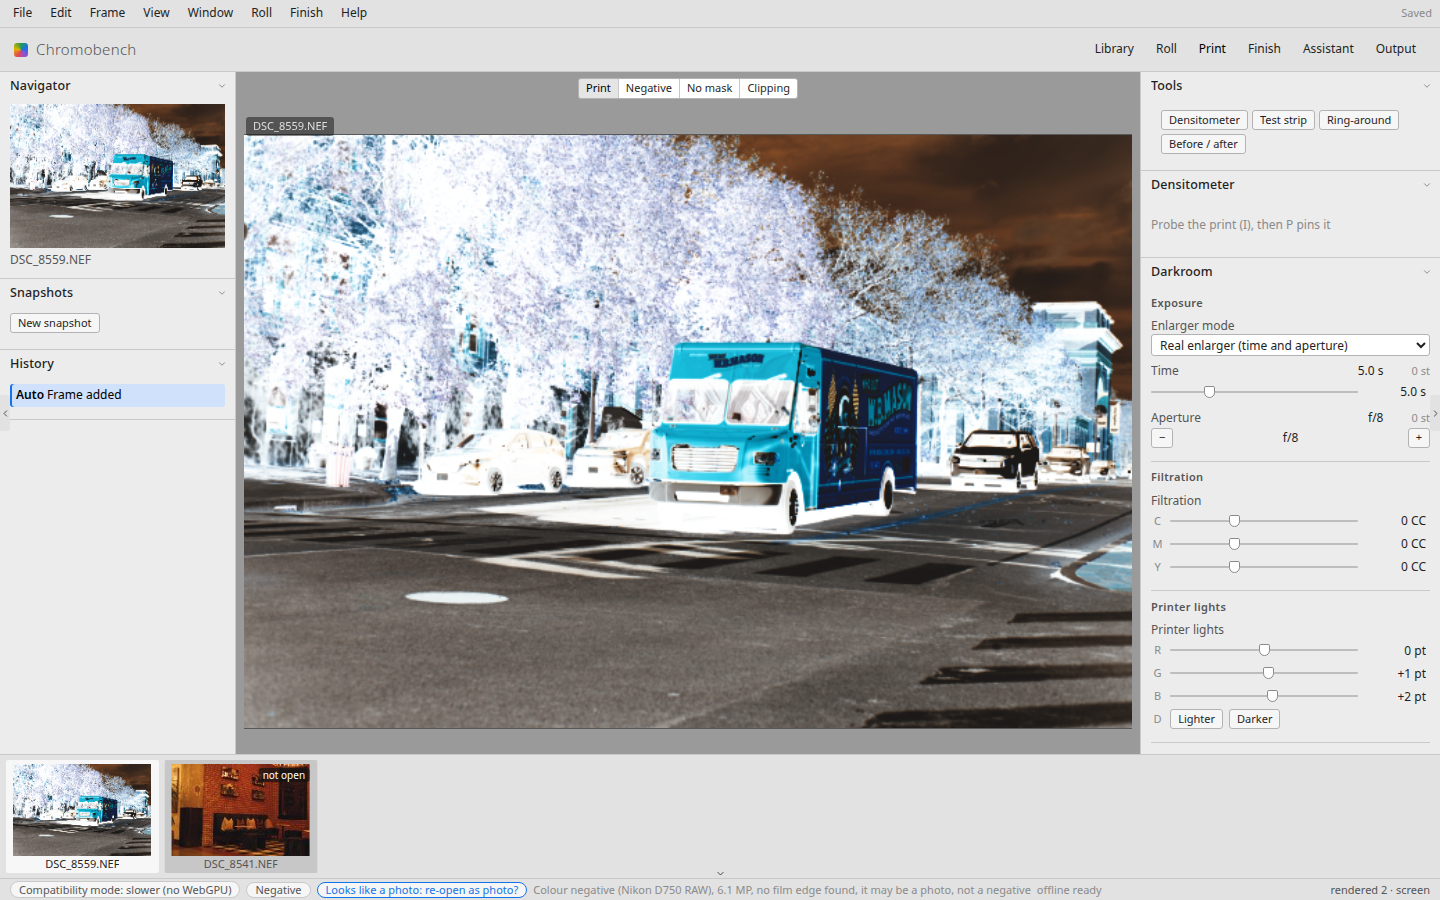 File Edit Frame View Window Roll Finish Help Saved
Chromobench Library Roll Print Finish Assistant Output
Navigator
DSC_8559.NEF
Snapshots
New snapshot
History
Auto Frame added
Print Negative No mask Clipping
DSC_8559.NEF
Tools
Densitometer Test strip Ring-around
Before / after
Densitometer
Probe the print (I), then P pins it
Darkroom
Exposure
Enlarger mode
Real enlarger (time and aperture)
Time 5.0 s 0 st
5.0 s
Aperture f/8 0 st
− f/8 +
Filtration
Filtration
C 0 CC
M 0 CC
Y 0 CC
Printer lights
Printer lights
R 0 pt
G +1 pt
B +2 pt
D Lighter Darker
not open
DSC_8559.NEF DSC_8541.NEF
Compatibility mode: slower (no WebGPU) Negative Looks like a photo: re-open as photo? Colour negative (Nikon D750 RAW), 6.1 MP, no film edge found, it may be a photo, not a negative offline ready rendered 2 · screen